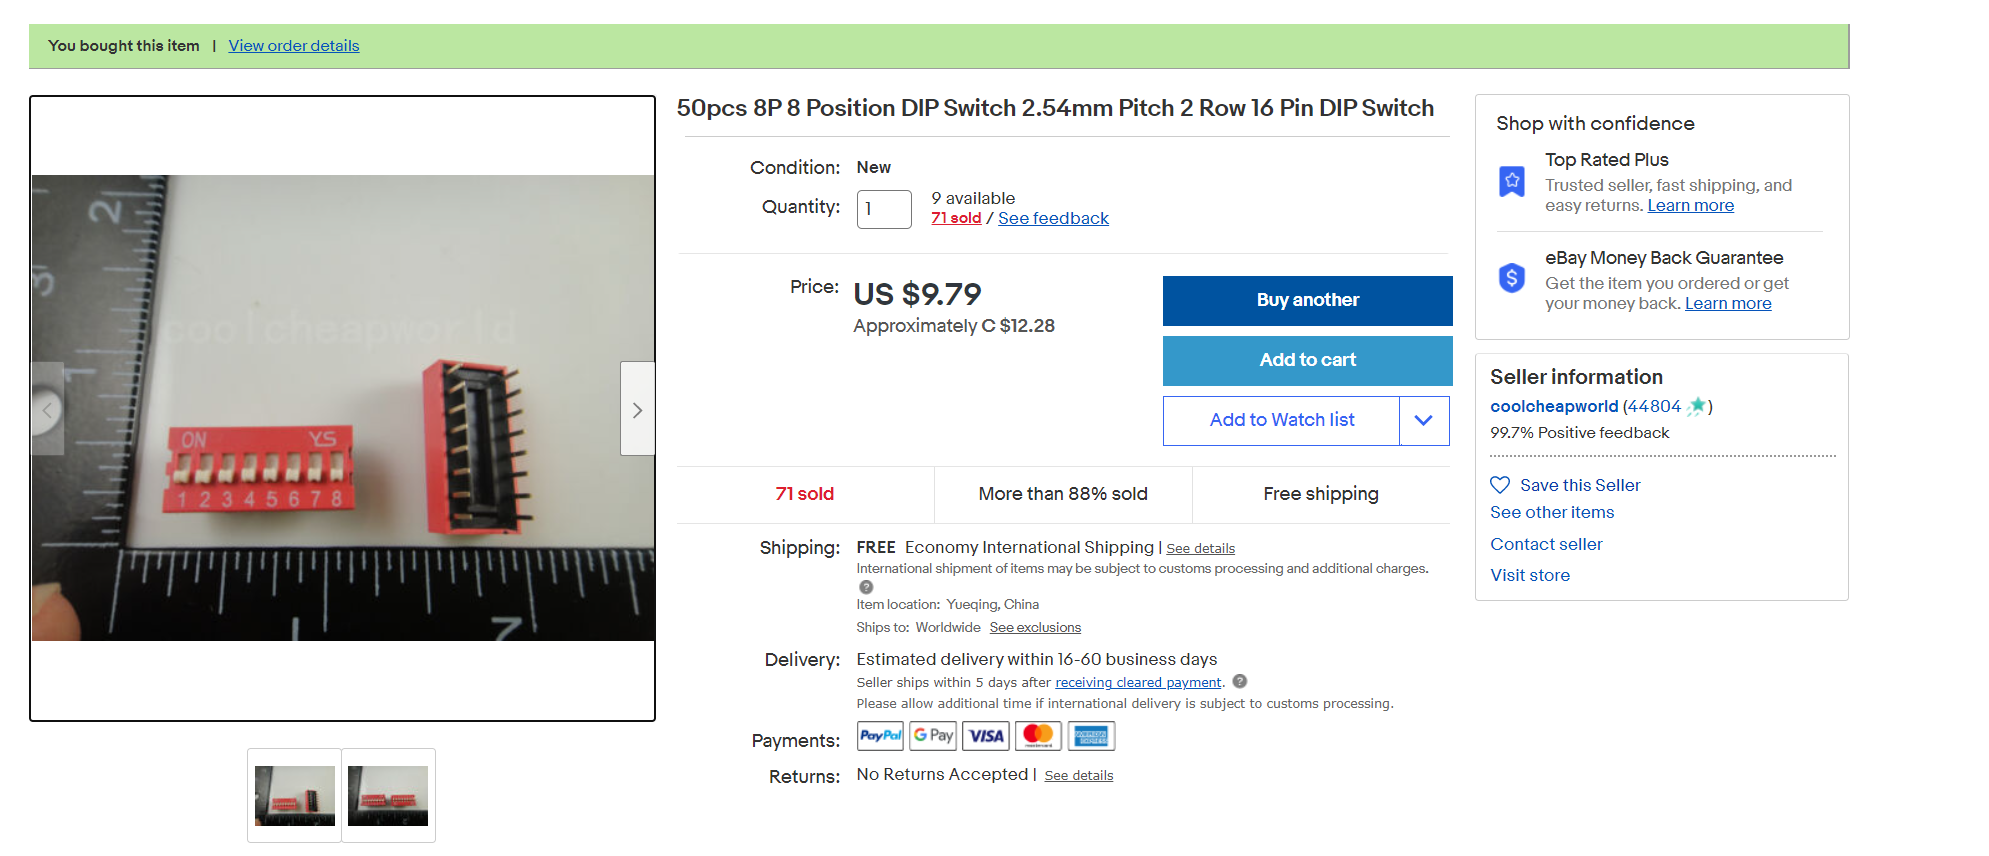 You bought this item | View order details
50pcs 8P 8 Position DIP Switch 2.54mm Pitch 2 Row 16 Pin DIP Switch
Condition: New
Quantity: 1
9 available
71 sold / See feedback
Price: US $9.79
Approximately C $12.28
Buy another
Add to cart
Add to Watch list
71 sold
More than 88% sold
Free shipping
Shipping: FREE Economy International Shipping | See details
International shipment of items may be subject to customs processing and additional charges.
?
Item location: Yueqing, China
Ships to: Worldwide See exclusions
Delivery: Estimated delivery within 16-60 business days
Seller ships within 5 days after receiving cleared payment. ?
Please allow additional time if international delivery is subject to customs processing.
Payments: PayPal G Pay VISA mastercard AMERICAN EXPRESS
Returns: No Returns Accepted | See details
Shop with confidence
Top Rated Plus
Trusted seller, fast shipping, and
easy returns. Learn more
$
eBay Money Back Guarantee
Get the item you ordered or get
your money back. Learn more
Seller information
coolcheapworld (44804)
99.7% Positive feedback
Save this Seller
See other items
Contact seller
Visit store
coolcheapworld
ON YS
1 2 3 4 5 6 7 8
2
3
1
1 2